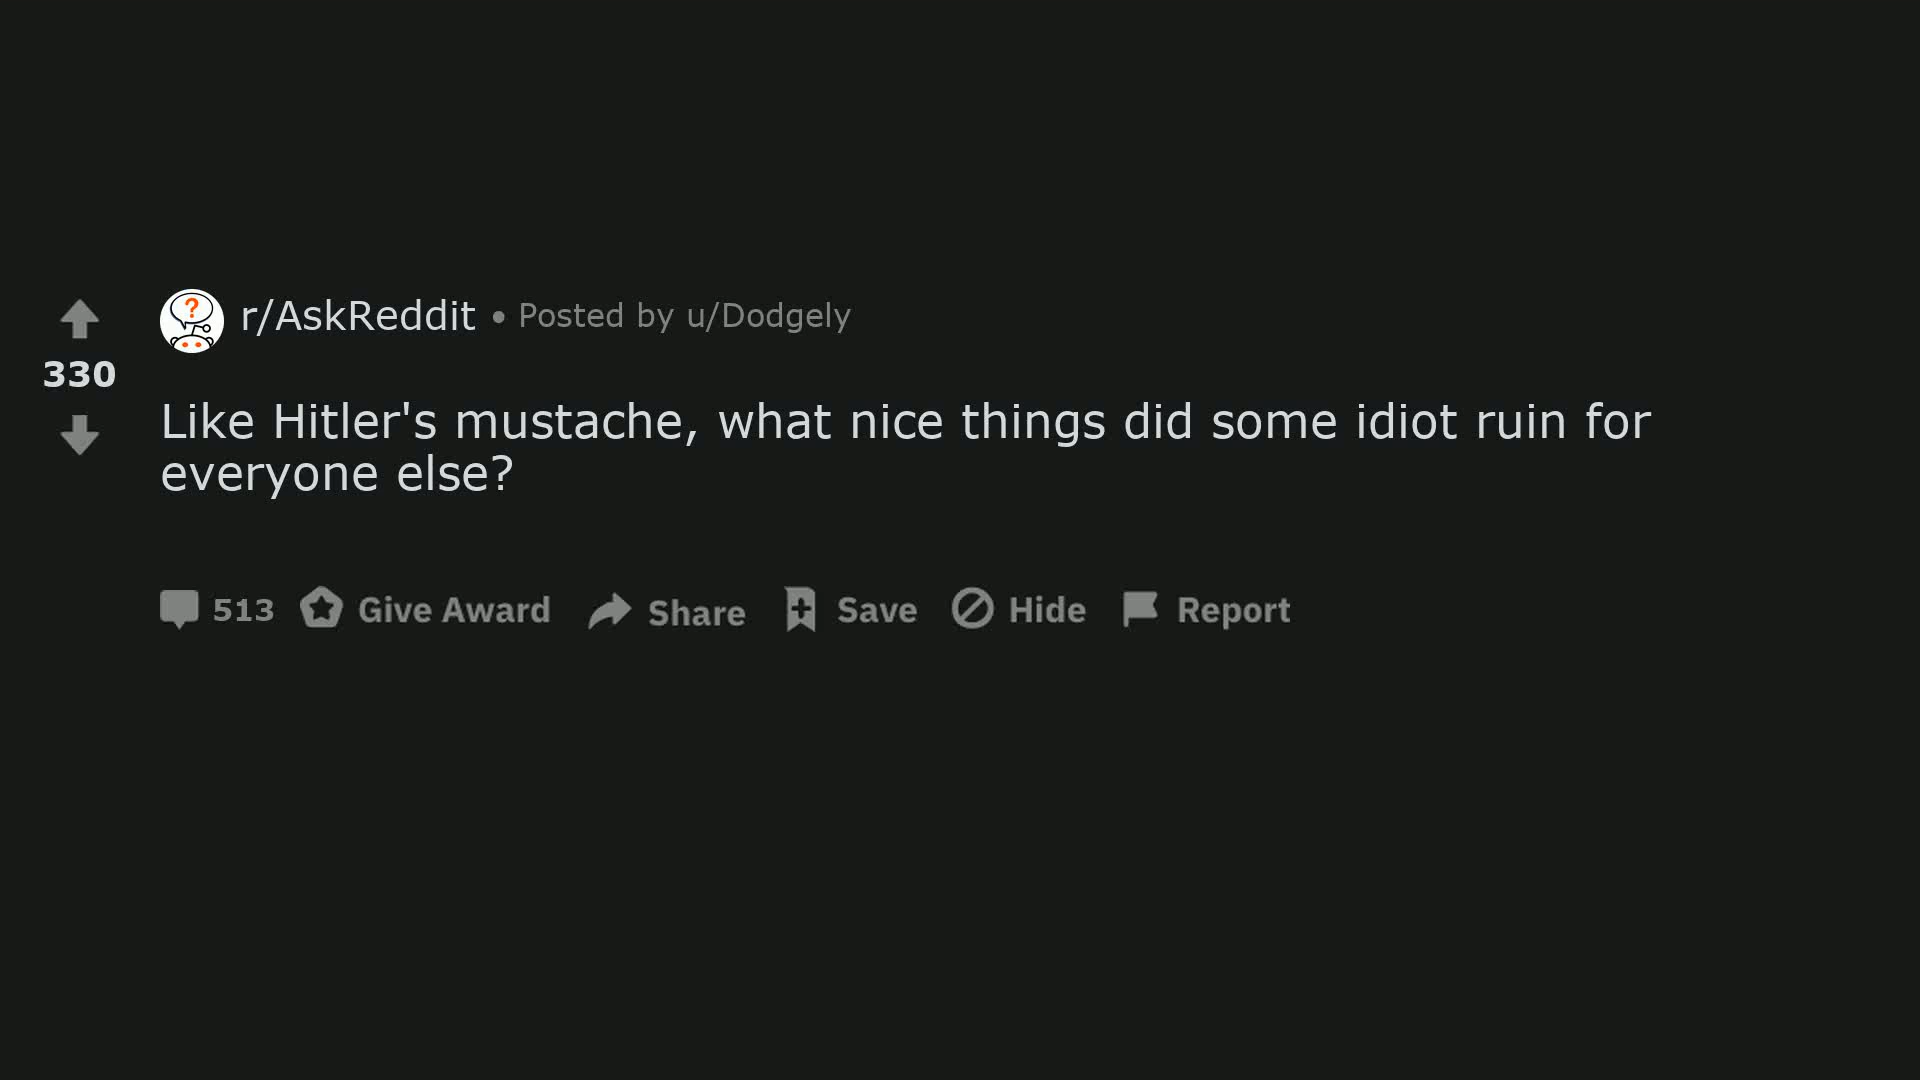 r/AskReddit • Posted by u/Dodgely
330
Like Hitler's mustache, what nice things did some idiot ruin for
everyone else?
513 Give Award Share Save Hide Report